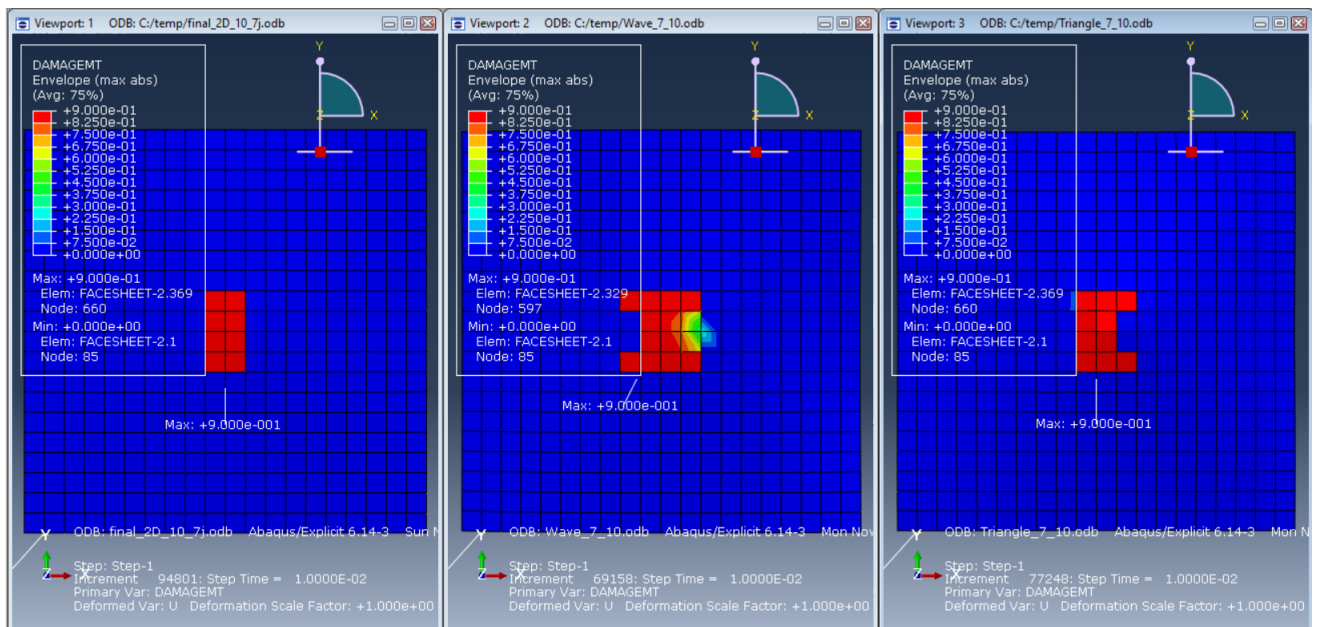 Viewport: 1 ODB: C:/temp/final_2D_10_7j.odb
DAMAGEMT
Envelope (max abs)
(Avg: 75%)
+9.000e-01
+8.250e-01
+7.500e-01
+6.750e-01
+6.000e-01
+5.250e-01
+4.500e-01
+3.750e-01
+3.000e-01
+2.250e-01
+1.500e-01
+7.500e-02
+0.000e+00
Max: +9.000e-01
Elem: FACESHEET-2.369
Node: 660
Min: +0.000e+00
Elem: FACESHEET-2.1
Node: 85
Y
Z
X
Max: +9.000e-001
ODB: final_2D_10_7j.odb Abaqus/Explicit 6.14-3 Sun N
Y
Z
X
Step: Step-1
Increment 94801: Step Time = 1.0000E-02
Primary Var: DAMAGEMT
Deformed Var: U Deformation Scale Factor: +1.000e+00
Viewport: 2 ODB: C:/temp/Wave_7_10.odb
DAMAGEMT
Envelope (max abs)
(Avg: 75%)
+9.000e-01
+8.250e-01
+7.500e-01
+6.750e-01
+6.000e-01
+5.250e-01
+4.500e-01
+3.750e-01
+3.000e-01
+2.250e-01
+1.500e-01
+7.500e-02
+0.000e+00
Max: +9.000e-01
Elem: FACESHEET-2.329
Node: 597
Min: +0.000e+00
Elem: FACESHEET-2.1
Node: 85
Y
Z
X
Max: +9.000e-001
ODB: Wave_7_10.odb Abaqus/Explicit 6.14-3 Mon Nov
Y
Z
X
Step: Step-1
Increment 69158: Step Time = 1.0000E-02
Primary Var: DAMAGEMT
Deformed Var: U Deformation Scale Factor: +1.000e+00
Viewport: 3 ODB: C:/temp/Triangle_7_10.odb
DAMAGEMT
Envelope (max abs)
(Avg: 75%)
+9.000e-01
+8.250e-01
+7.500e-01
+6.750e-01
+6.000e-01
+5.250e-01
+4.500e-01
+3.750e-01
+3.000e-01
+2.250e-01
+1.500e-01
+7.500e-02
+0.000e+00
Max: +9.000e-01
Elem: FACESHEET-2.369
Node: 660
Min: +0.000e+00
Elem: FACESHEET-2.1
Node: 85
Y
Z
X
Max: +9.000e-001
ODB: Triangle_7_10.odb Abaqus/Explicit 6.14-3 Mon N
Y
Z
X
Step: Step-1
Increment 77248: Step Time = 1.0000E-02
Primary Var: DAMAGEMT
Deformed Var: U Deformation Scale Factor: +1.000e+00